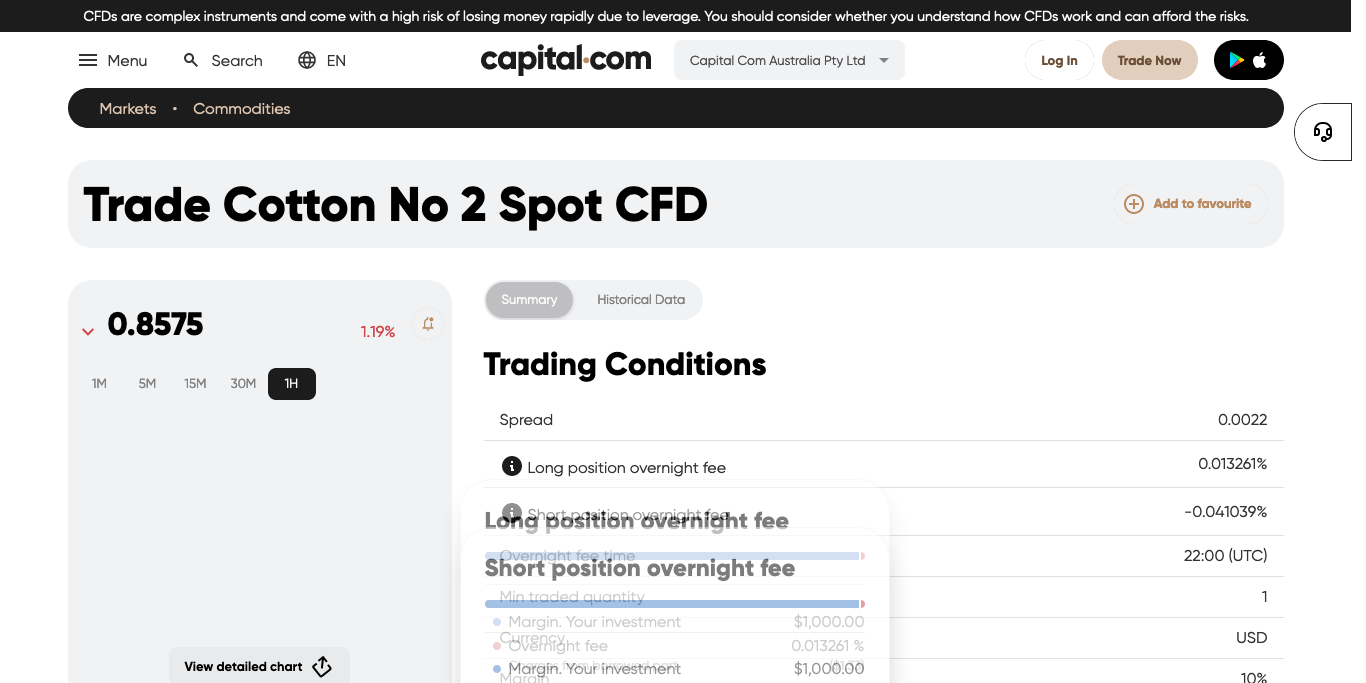 CFDs are complex instruments and come with a high risk of losing money rapidly due to leverage. You should consider whether you understand how CFDs work and can afford the risks.
Menu Search EN capital.com Capital Com Australia Pty Ltd Log In Trade Now
Markets • Commodities
Trade Cotton No 2 Spot CFD
Add to favourite
0.8575 1.19%
1M 5M 15M 30M 1H
View detailed chart
Summary Historical Data
Trading Conditions
Spread 0.0022
Long position overnight fee 0.013261%
Short position overnight fee -0.041039%
Long position overnight fee
Overnight fee time 22:00 (UTC)
Short position overnight fee
Min traded quantity 1
Margin. Your investment $1,000.00
Currency USD
Overnight fee 0.013261 %
Margin. Your investment $1,000.00
Margin 10%